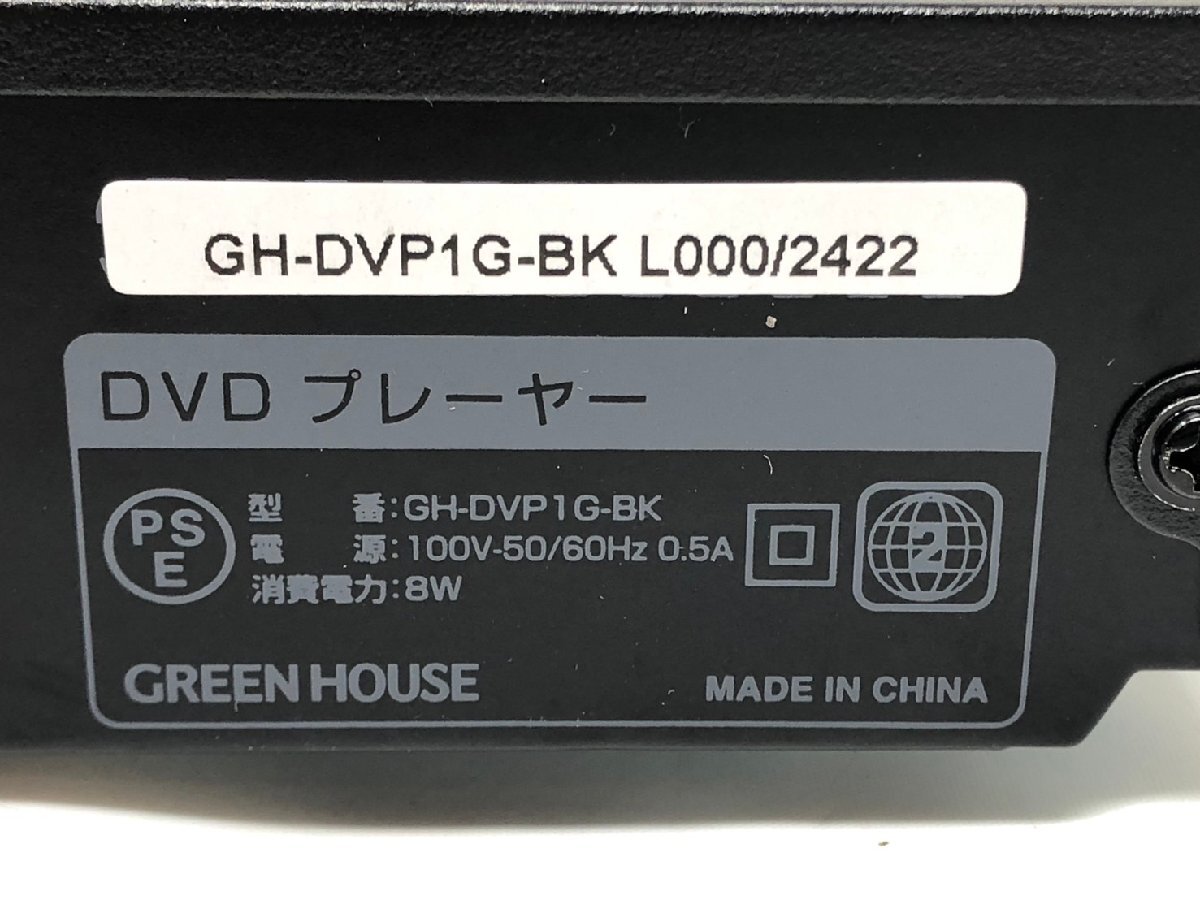 GH-DVP1G-BK L000/2422
DVD プレーヤー
PS
E
型 番:GH-DVP1G-BK
電 源:100V-50/60Hz 0.5A
消費電力:8W
2
GREEN HOUSE
MADE IN CHINA